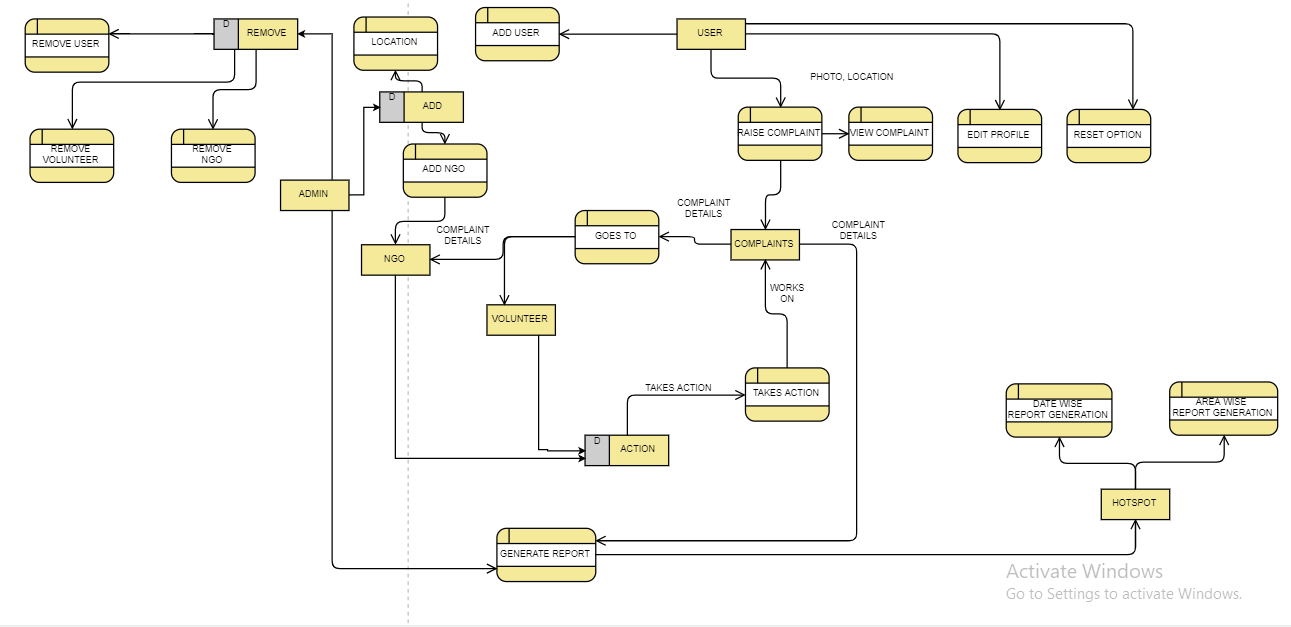 D
REMOVE
REMOVE USER
LOCATION
ADD USER
USER
PHOTO, LOCATION
D
ADD
RAISE COMPLAINT
VIEW COMPLAINT
EDIT PROFILE
RESET OPTION
REMOVE
VOLUNTEER
REMOVE
NGO
ADD NGO
ADMIN
COMPLAINT
DETAILS
COMPLAINT
DETAILS
COMPLAINT
DETAILS
GOES TO
COMPLAINTS
NGO
WORKS
ON
VOLUNTEER
TAKES ACTION
TAKES ACTION
DATE WISE
REPORT GENERATION
AREA WISE
REPORT GENERATION
D
ACTION
HOTSPOT
GENERATE REPORT
Activate Windows
Go to Settings to activate Windows.